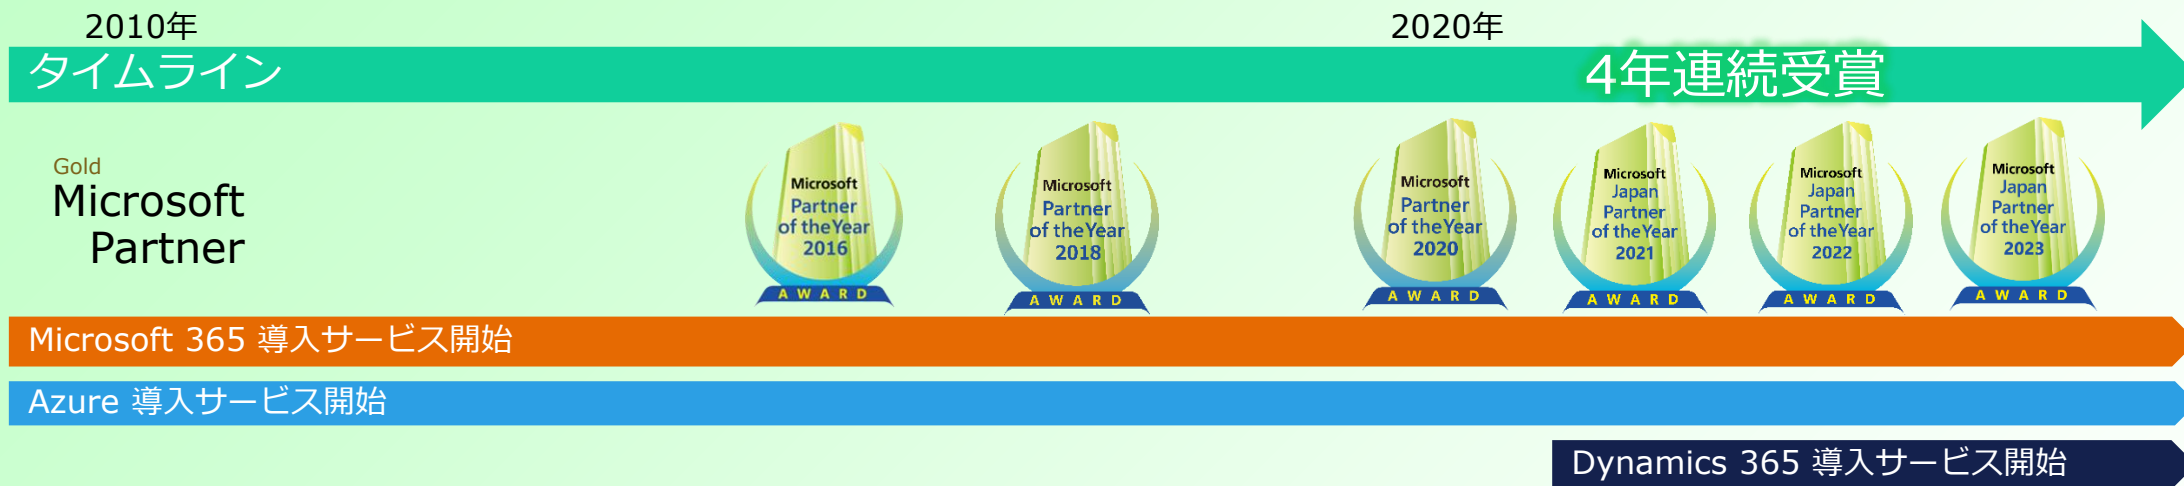 2010年
2020年
タイムライン
4年連続受賞
Gold
Microsoft
Partner
Microsoft
Partner
of the Year
2016
AWARD
Microsoft
Partner
of the Year
2018
AWARD
Microsoft
Partner
of the Year
2020
AWARD
Microsoft
Japan
Partner
of the Year
2021
AWARD
Microsoft
Japan
Partner
of the Year
2022
AWARD
Microsoft
Japan
Partner
of the Year
2023
AWARD
Microsoft 365 導入サービス開始
Azure 導入サービス開始
Dynamics 365 導入サービス開始